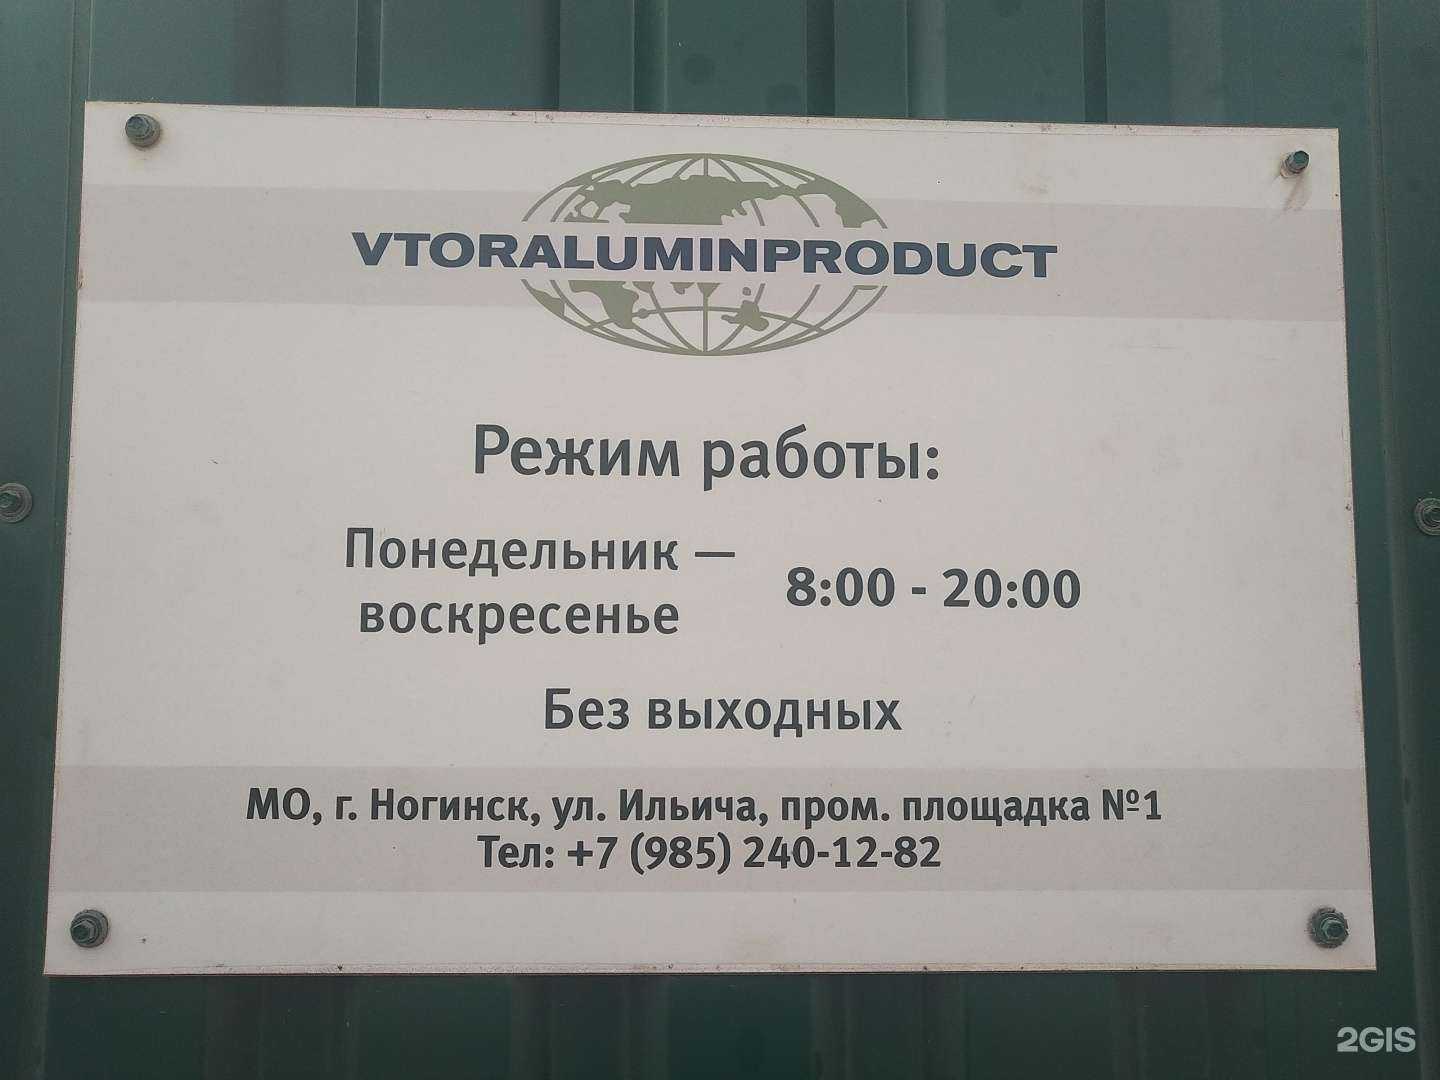 VTORALUMINPRODUCT
Режим работы:
Понедельник —
воскресенье
8:00 - 20:00
Без выходных
МО, г. Ногинск, ул. Ильича, пром. площадка №1
Тел: +7 (985) 240-12-82
2GIS